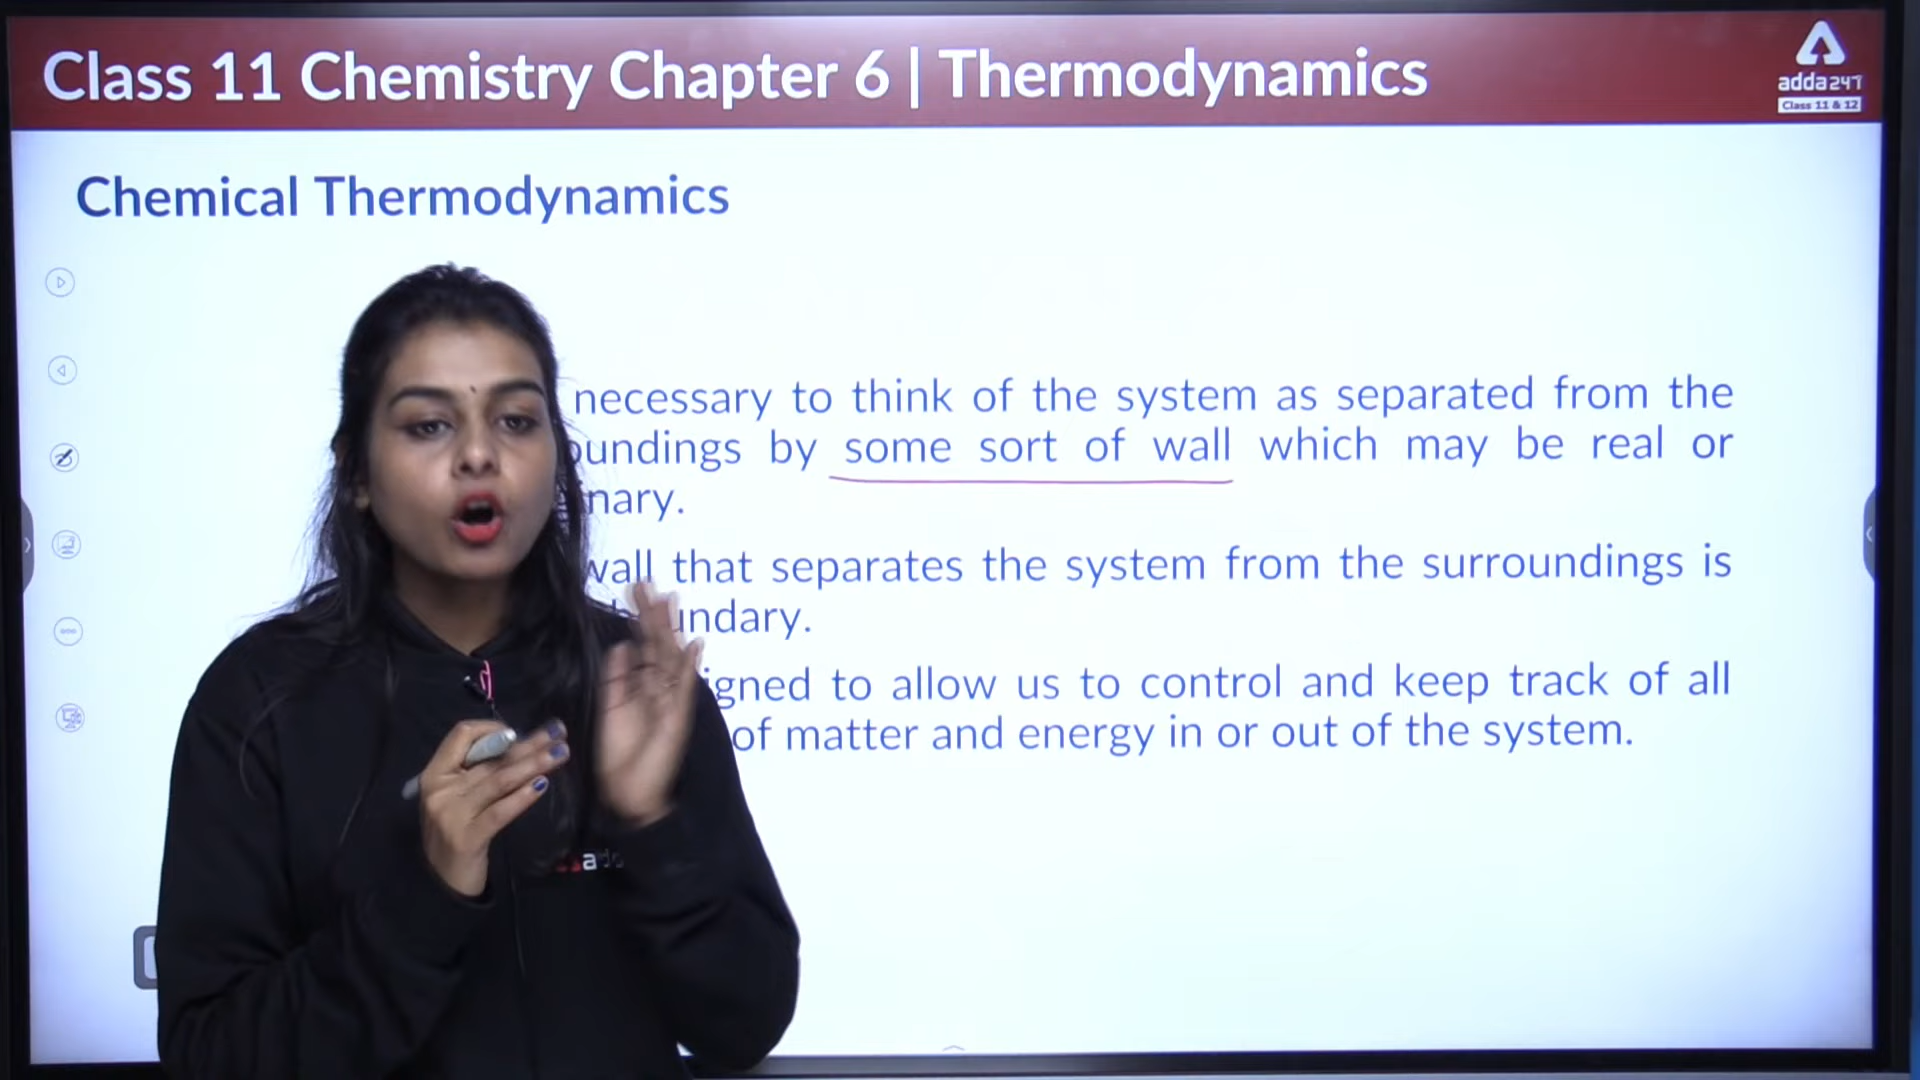 Class 11 Chemistry Chapter 6 | Thermodynamics
adda247
Class 11 & 12
Chemical Thermodynamics
necessary to think of the system as separated from the
oundings by some sort of wall which may be real or
nary.
wall that separates the system from the surroundings is
boundary.
igned to allow us to control and keep track of all
of matter and energy in or out of the system.